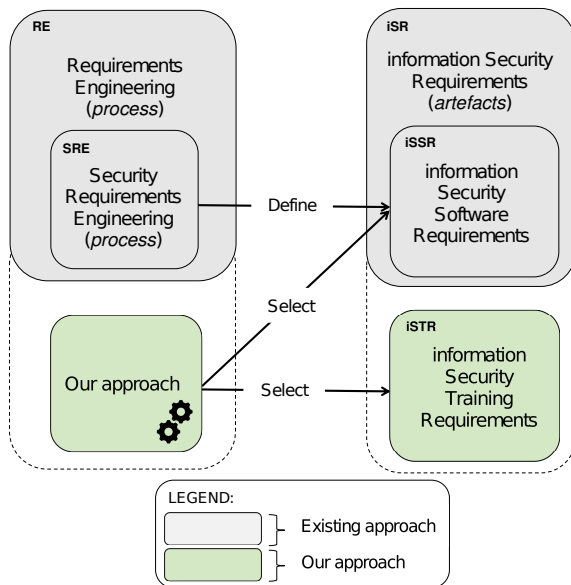 RE
Requirements
Engineering
(process)
SRE
Security
Requirements
Engineering
(process)
Our approach
Define
Select
Select
iSR
information Security
Requirements
(artefacts)
iSSR
information
Security
Software
Requirements
iSTR
information
Security
Training
Requirements
LEGEND:
Existing approach
Our approach